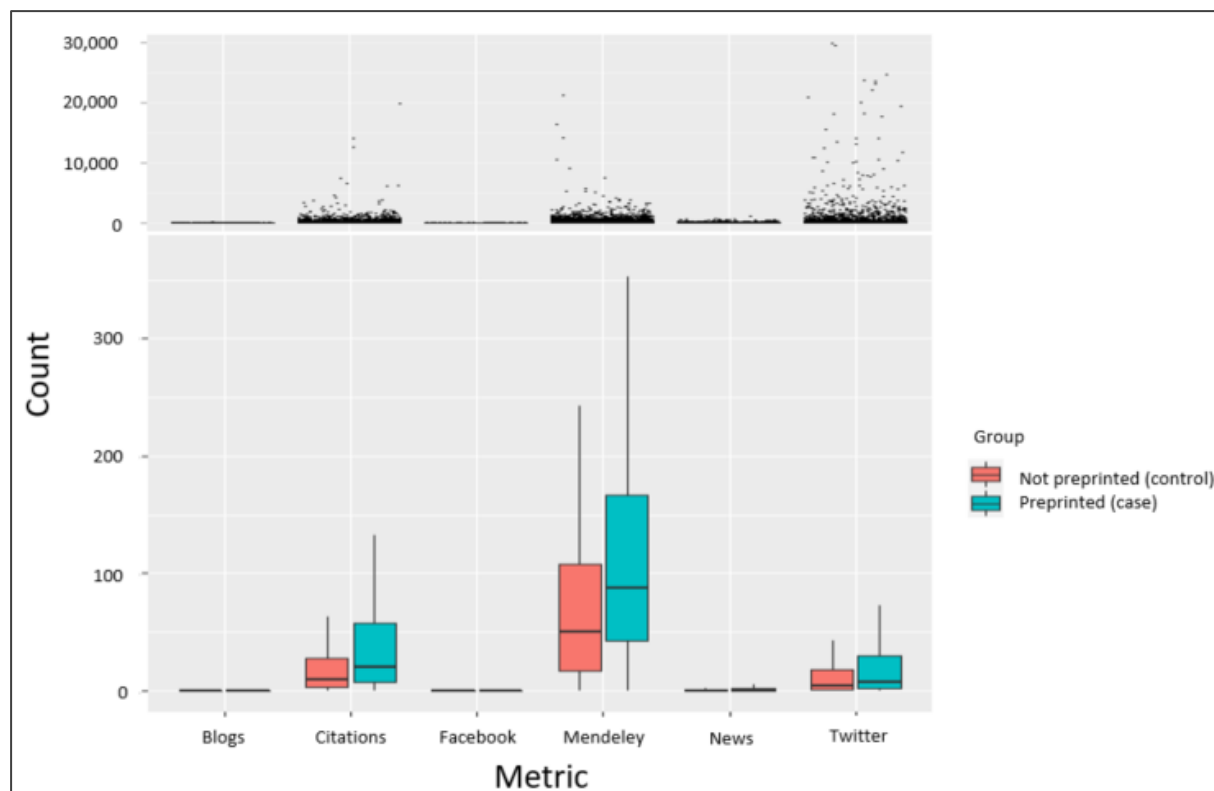 30,000
20,000
10,000
0
300
200
100
0
Count
Blogs Citations Facebook Mendeley News Twitter
Metric
Group
Not preprinted (control)
Preprinted (case)